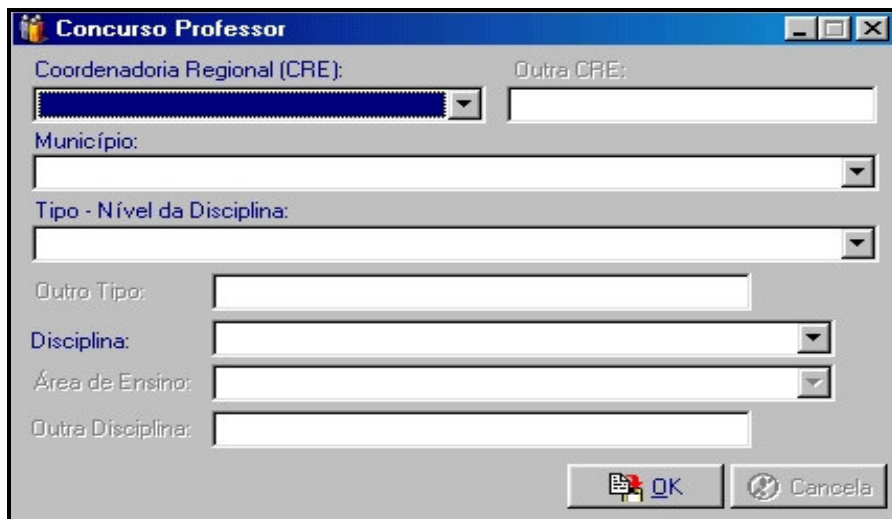 Concurso Professor
Coordenadoria Regional (CRE): Outra CRE:
Município:
Tipo - Nível da Disciplina:
Outro Tipo:
Disciplina:
Área de Ensino:
Outra Disciplina:
OK Cancela